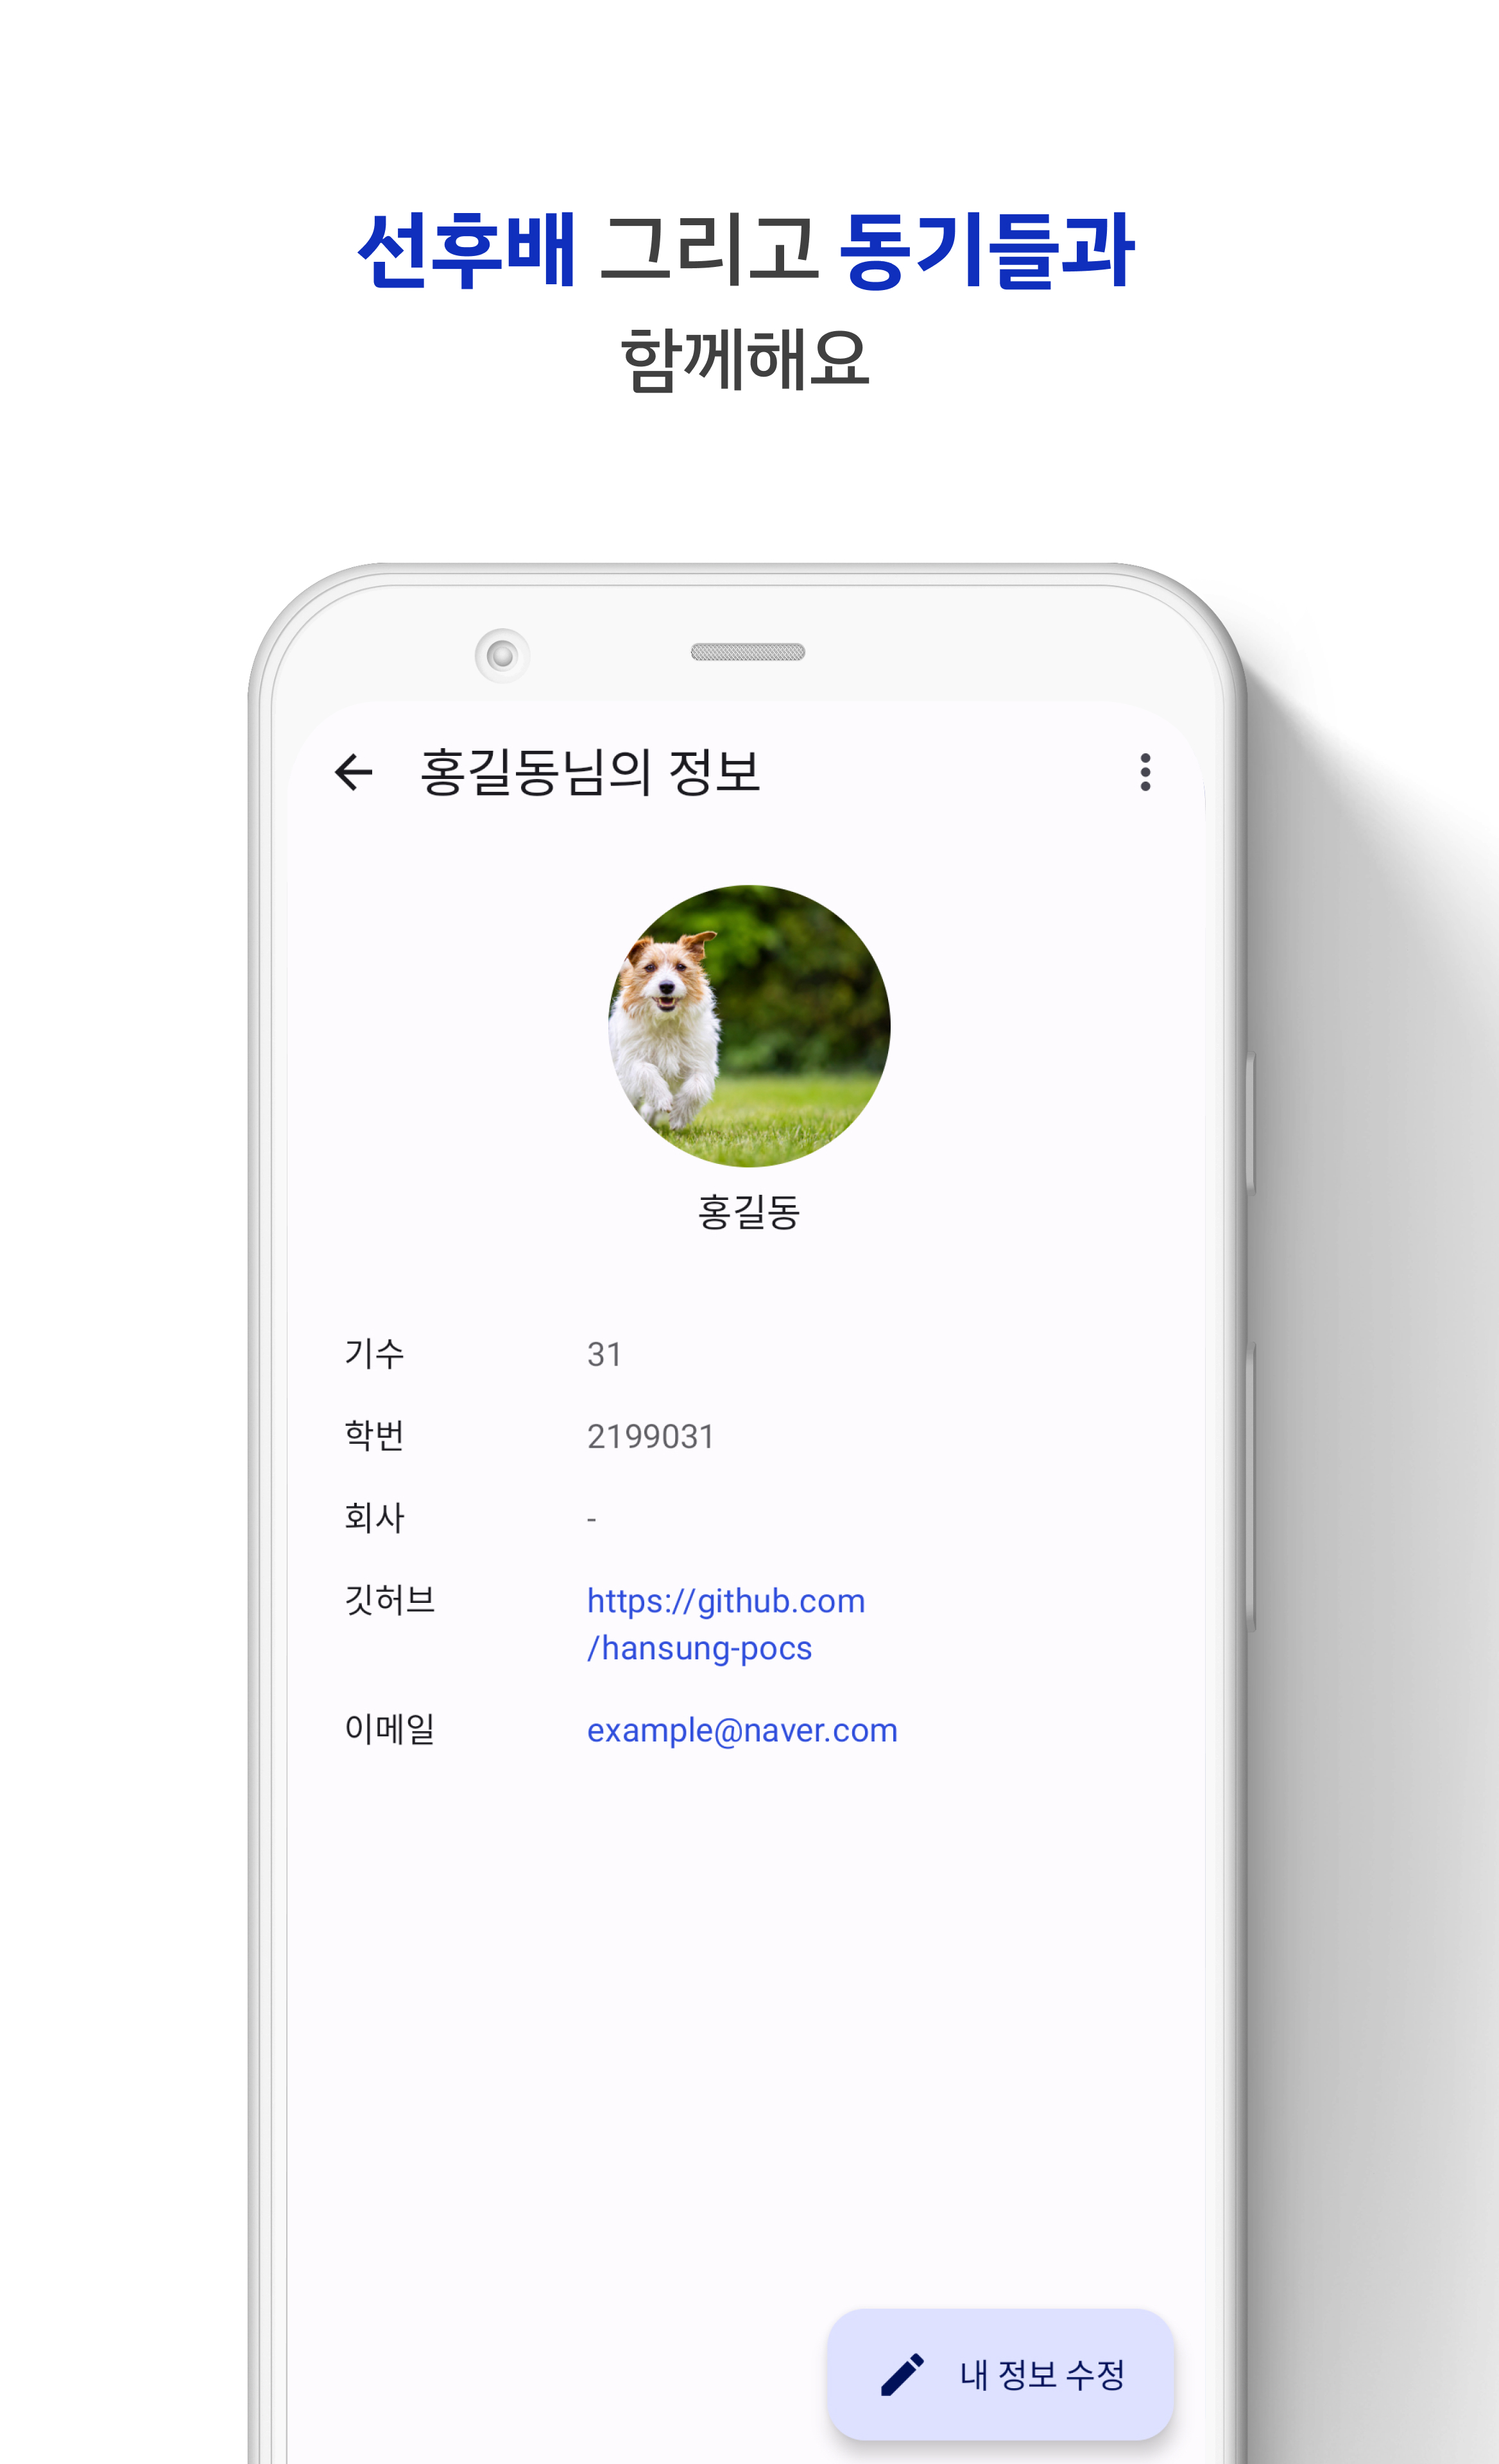 선후배 그리고 동기들과
함께해요
홍길동님의 정보
홍길동
기수 31
학번 2199031
회사 -
깃허브 https://github.com
/hansung-pocs
이메일 example@naver.com
내 정보 수정